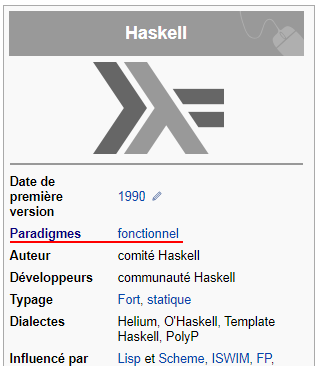 Haskell
Date de
première
version
1990
Paradigmes fonctionnel
Auteur comité Haskell
Développeurs communauté Haskell
Typage Fort, statique
Dialectes Helium, O'Haskell, Template
Haskell, PolyP
Influencé par Lisp et Scheme, ISWIM, FP,